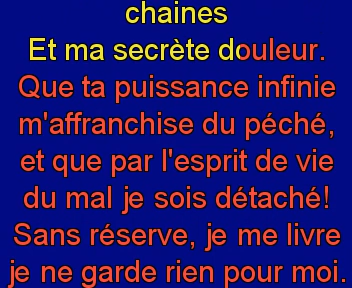 chaines
Et ma secrète douleur.
Que ta puissance infinie
m'affranchise du péché,
et que par l'esprit de vie
du mal je sois détaché!
Sans réserve, je me livre
je ne garde rien pour moi.